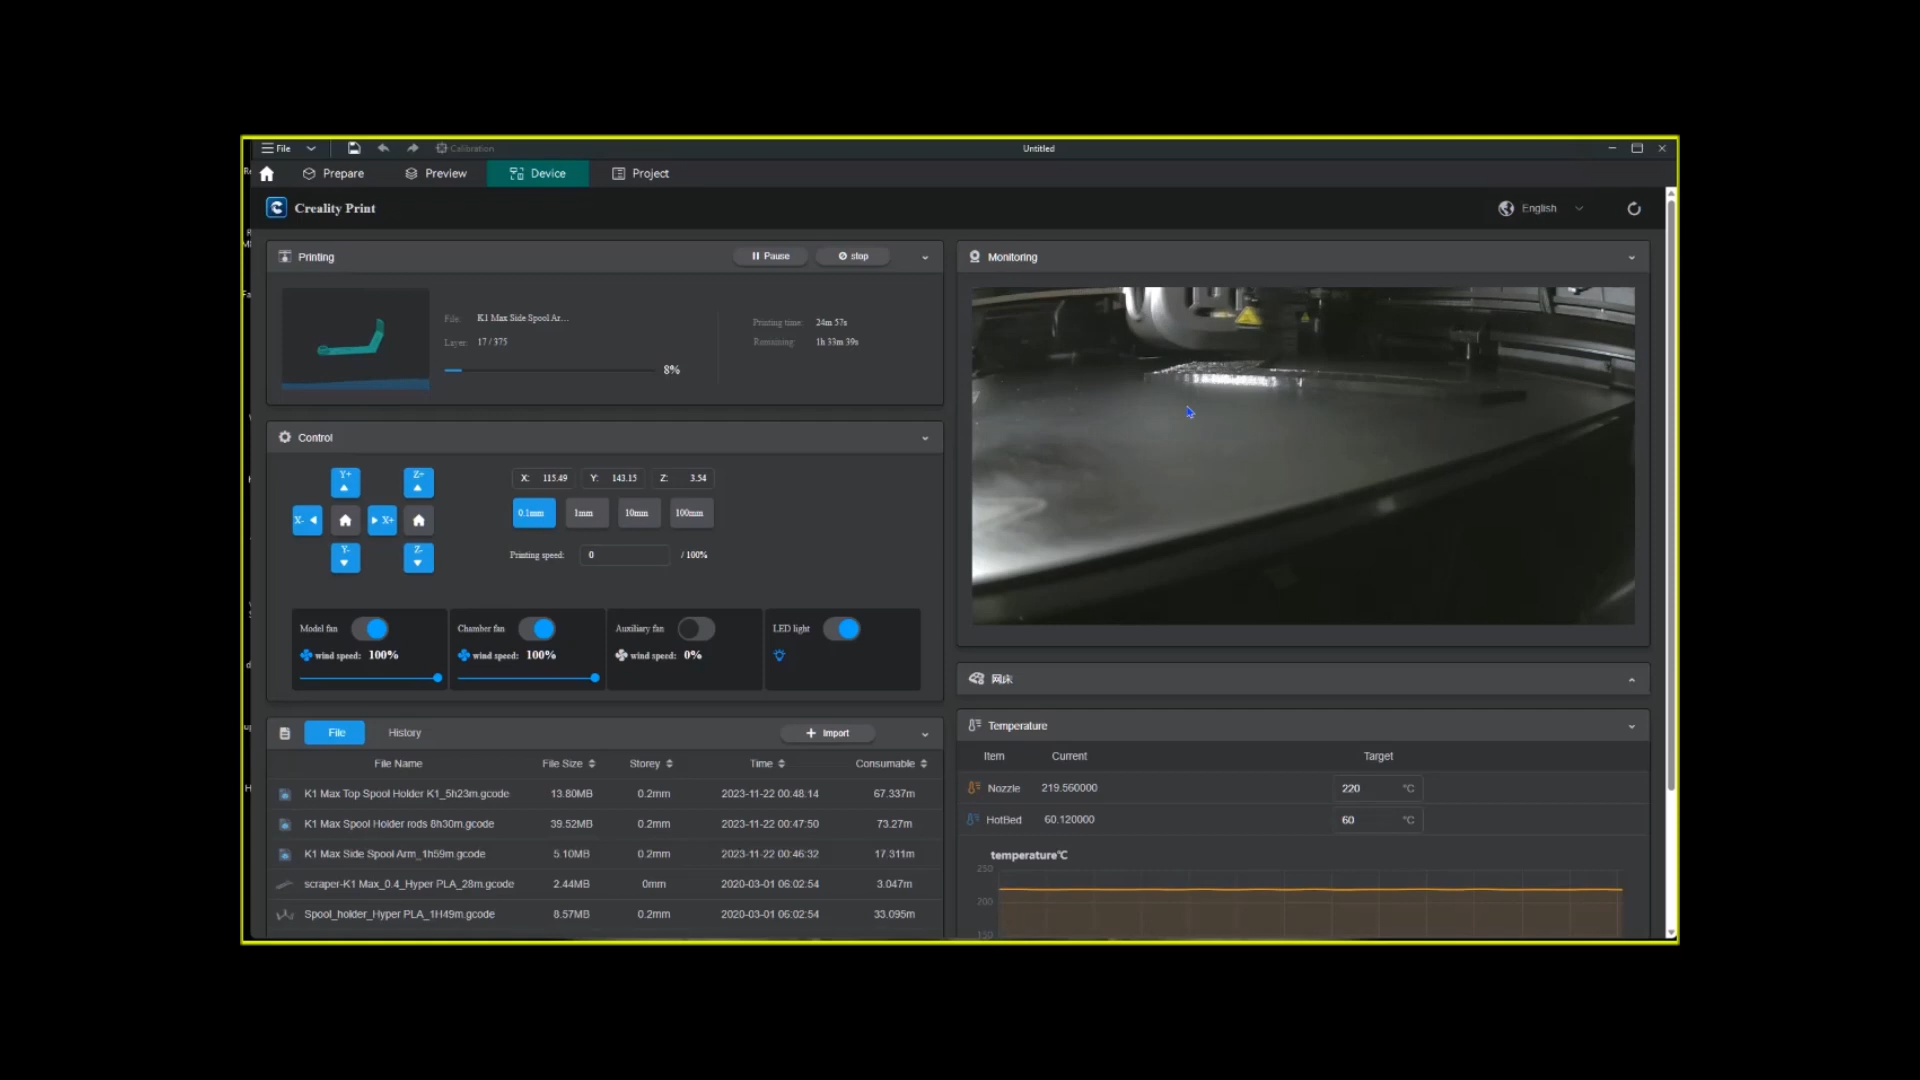 File
Calibration
Untitled
Prepare
Preview
Device
Project
Creality Print
English
Printing
Pause
stop
File: K1 Max Side Spool Ar...
Layer: 17 / 375
8%
Printing time: 24m 57s
Remaining: 1h 33m 39s
Control
Y+
Z+
X-
X+
Y-
Z-
X: 115.49 Y: 143.15 Z: 3.54
0.1mm 1mm 10mm 100mm
Printing speed: 0 / 100%
Model fan
wind speed: 100%
Chamber fan
wind speed: 100%
Auxiliary fan
wind speed: 0%
LED light
File
History
Import
File Name File Size Storey Time Consumable
K1 Max Top Spool Holder K1_5h23m.gcode 13.80MB 0.2mm 2023-11-22 00:48:14 67.337m
K1 Max Spool Holder rods 8h30m.gcode 39.52MB 0.2mm 2023-11-22 00:47:50 73.27m
K1 Max Side Spool Arm_1h59m.gcode 5.10MB 0.2mm 2023-11-22 00:46:32 17.311m
scraper-K1 Max_0.4_Hyper PLA_28m.gcode 2.44MB 0mm 2020-03-01 06:02:54 3.047m
Spool_holder_Hyper PLA_1H49m.gcode 8.57MB 0.2mm 2020-03-01 06:02:54 33.095m
Monitoring
网床
Temperature
Item Current Target
Nozzle 219.560000 220 °C
HotBed 60.120000 60 °C
temperature℃
250
200
150